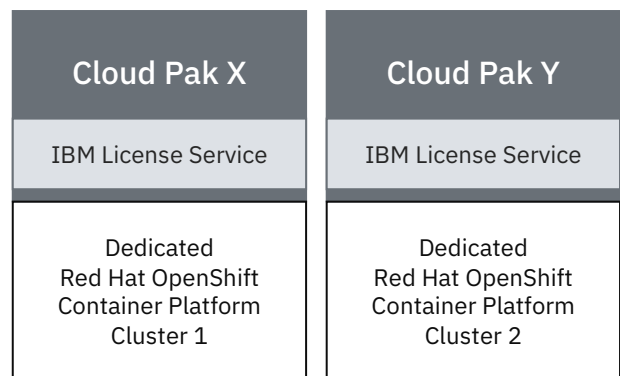 Cloud Pak X
IBM License Service
Dedicated
Red Hat OpenShift
Container Platform
Cluster 1
Cloud Pak Y
IBM License Service
Dedicated
Red Hat OpenShift
Container Platform
Cluster 2